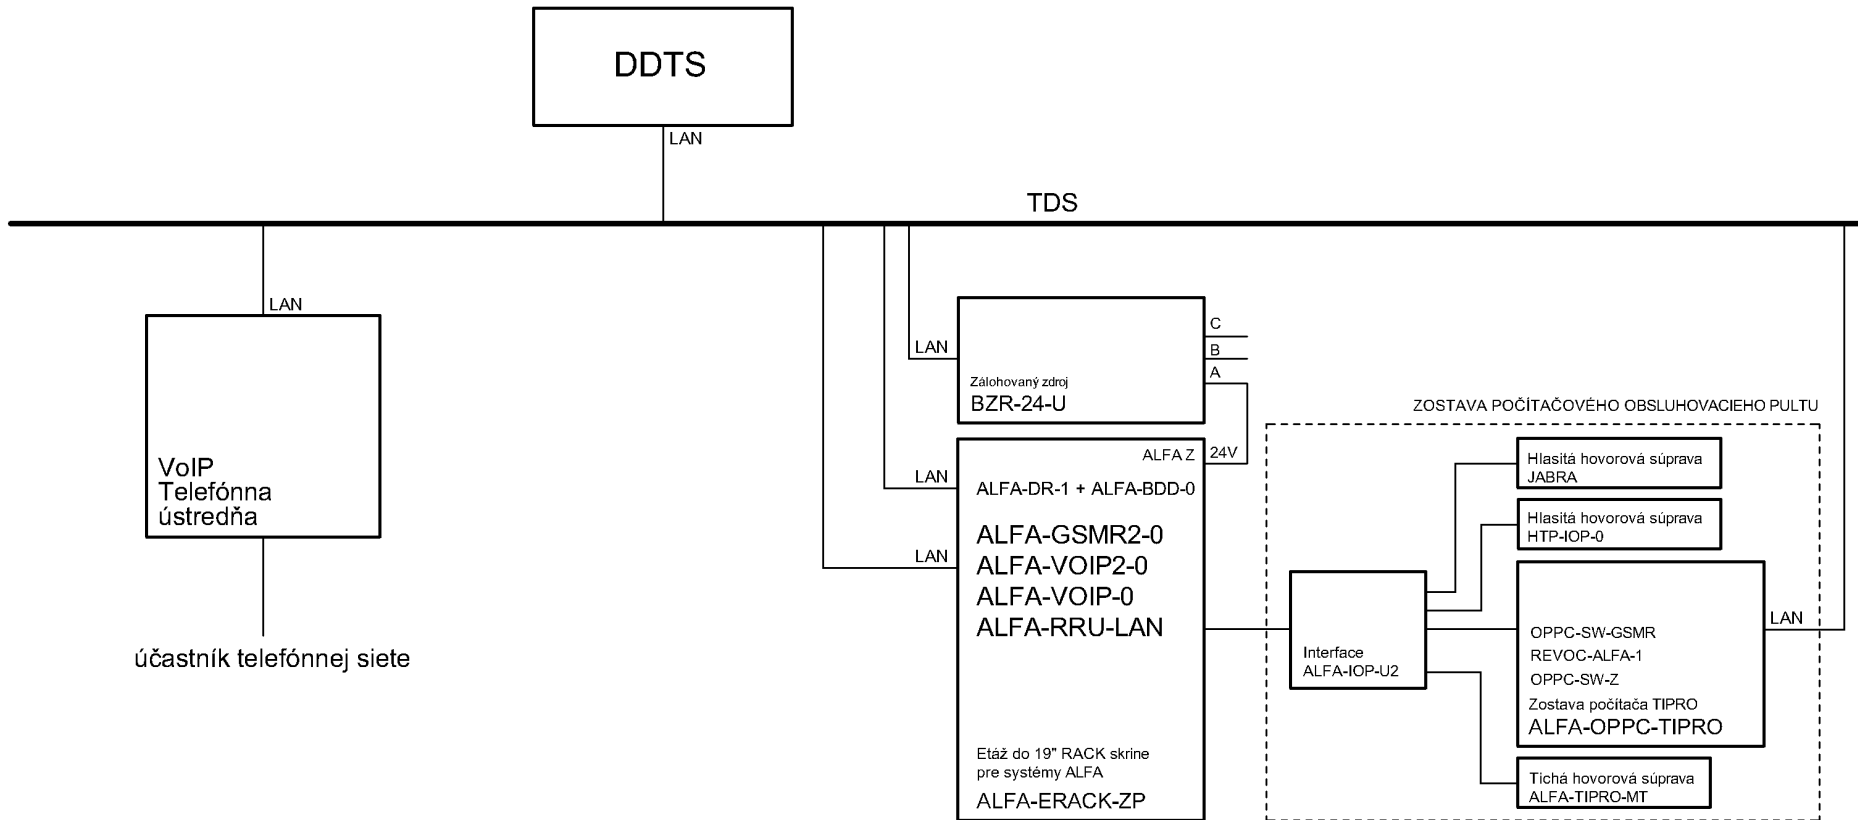 DDTS
LAN
TDS
LAN
VoIP
Telefónna
ústredňa
účastník telefónnej siete
LAN
C
B
A
Zálohovaný zdroj
BZR-24-U
ALFA Z
24V
LAN
ALFA-DR-1 + ALFA-BDD-0
LAN
ALFA-GSMR2-0
ALFA-VOIP2-0
ALFA-VOIP-0
ALFA-RRU-LAN
Etáž do 19" RACK skrine
pre systémy ALFA
ALFA-ERACK-ZP
ZOSTAVA POČÍTAČOVÉHO OBSLUHOVACIEHO PULTU
Hlasitá hovorová súprava
JABRA
Hlasitá hovorová súprava
HTP-IOP-0
Interface
ALFA-IOP-U2
LAN
OPPC-SW-GSMR
REVOC-ALFA-1
OPPC-SW-Z
Zostava počítača TIPRO
ALFA-OPPC-TIPRO
Tichá hovorová súprava
ALFA-TIPRO-MT